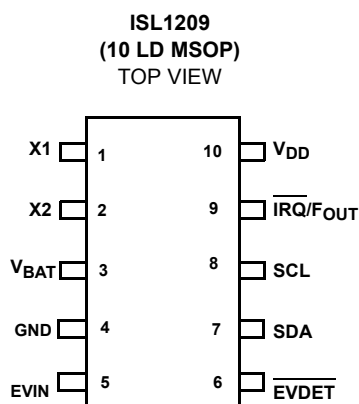 ISL1209
(10 LD MSOP)
TOP VIEW
X1 1 10 VDD
X2 2 9 IRQ/FOUT
VBAT 3 8 SCL
GND 4 7 SDA
EVIN 5 6 EVDET